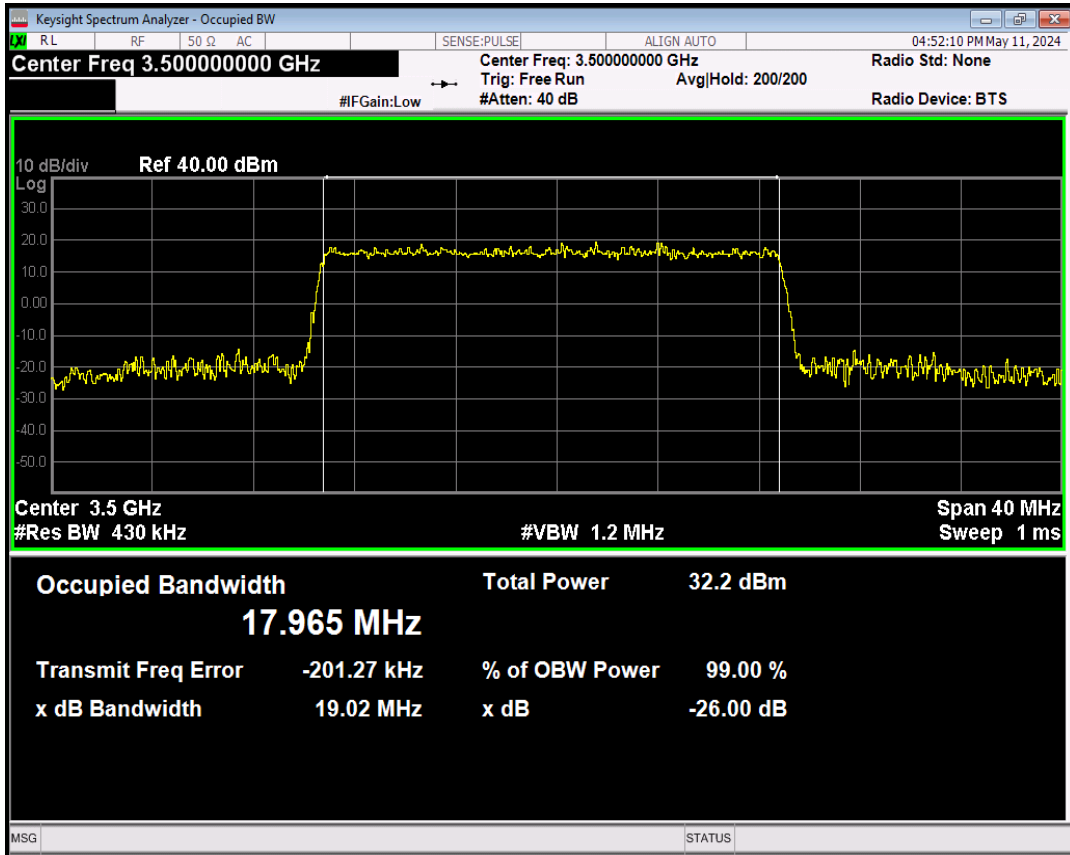 Keysight Spectrum Analyzer - Occupied BW
LXI RL RF 50 Ω AC SENSE:PULSE ALIGN AUTO 04:52:10 PM May 11, 2024
Center Freq 3.500000000 GHz Center Freq: 3.500000000 GHz Radio Std: None
Trig: Free Run Avg|Hold: 200/200
#IFGain:Low #Atten: 40 dB Radio Device: BTS
10 dB/div Ref 40.00 dBm
Log
30.0
20.0
10.0
0.00
-10.0
-20.0
-30.0
-40.0
-50.0
Center 3.5 GHz Span 40 MHz
#Res BW 430 kHz #VBW 1.2 MHz Sweep 1 ms
Occupied Bandwidth Total Power 32.2 dBm
17.965 MHz
Transmit Freq Error -201.27 kHz % of OBW Power 99.00 %
x dB Bandwidth 19.02 MHz x dB -26.00 dB
MSG STATUS